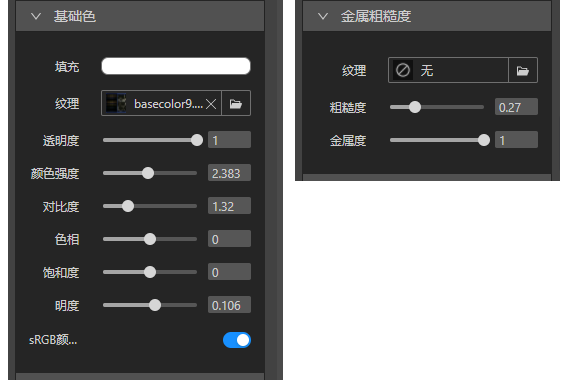 基础色
填充
纹理 basecolor9....
透明度 1
颜色强度 2.383
对比度 1.32
色相 0
饱和度 0
明度 0.106
sRGB颜...
金属粗糙度
纹理 无
粗糙度 0.27
金属度 1